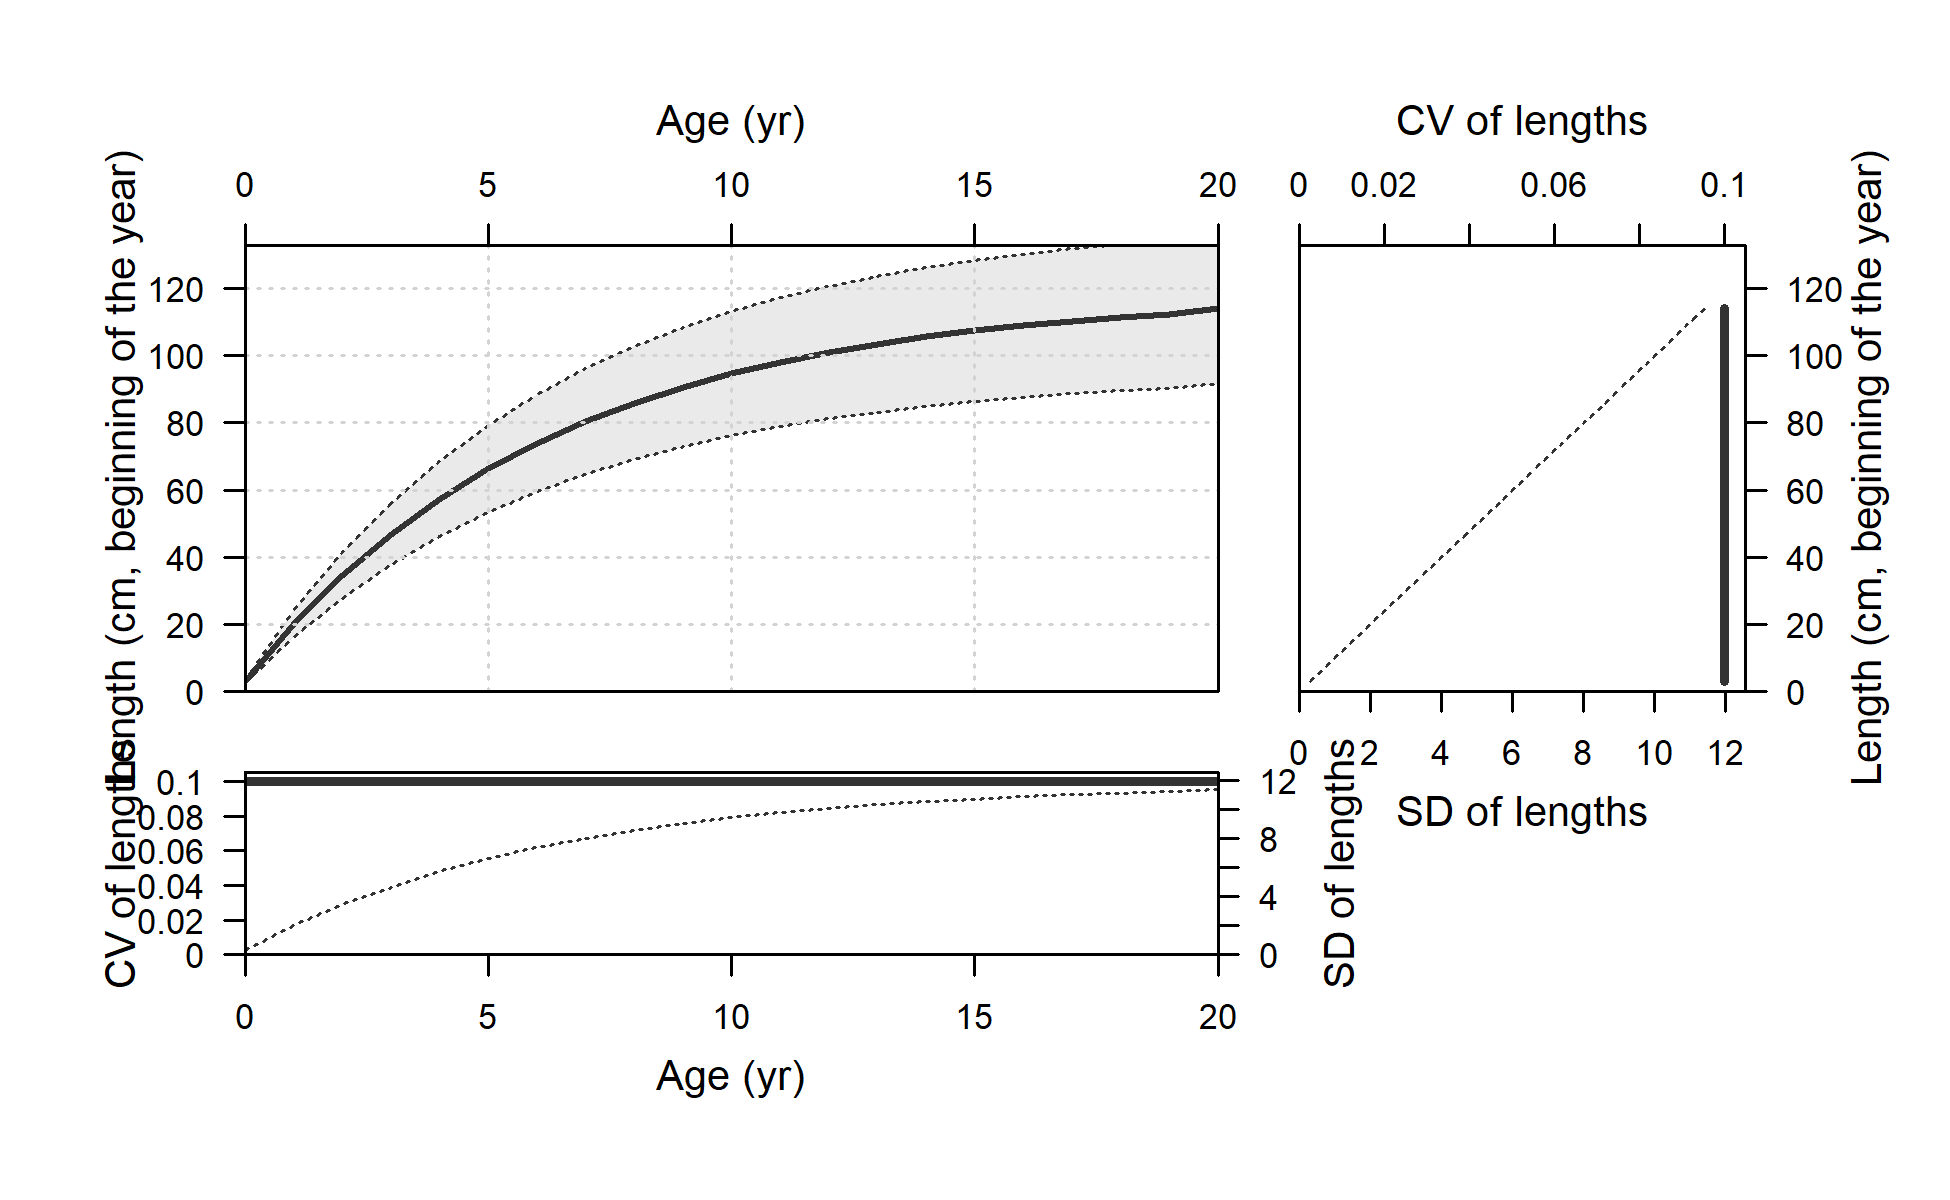 Age (yr)
CV of lengths
0 5 10 15 20
0 0.02 0.06 0.1
Length (cm, beginning of the year)
120
100
80
60
40
20
0
120
100
80
60
40
20
0
Length (cm, beginning of the year)
0 2 4 6 8 10 12
SD of lengths
CV of lengths
0.1
0.08
0.06
0.04
0.02
0
12
8
4
0
SD of lengths
0 5 10 15 20
Age (yr)